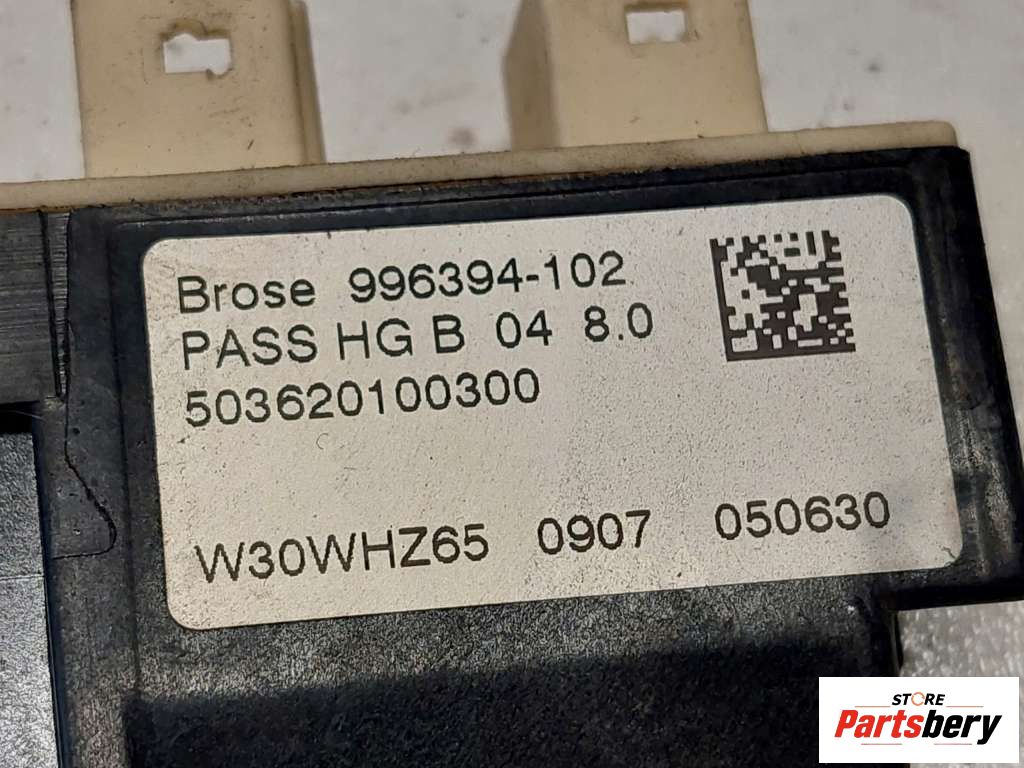 Brose 996394-102
PASS HG B 04 8.0
503620100300
W30WHZ65 0907 050630
STORE
Partsbery